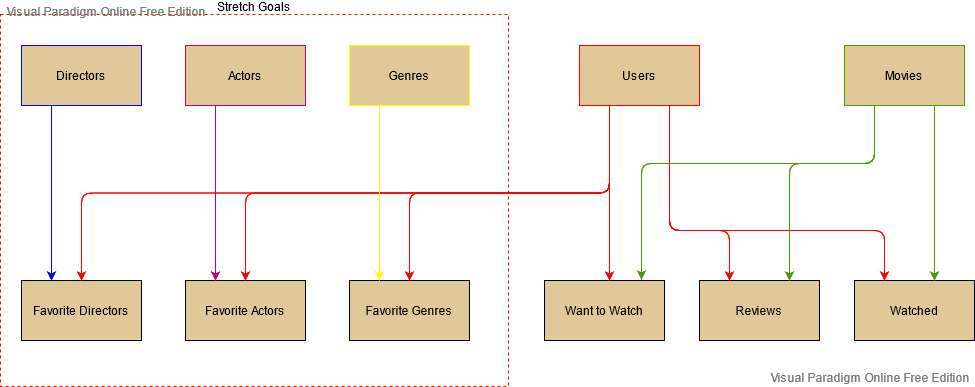 Visual Paradigm Online Free Edition
Stretch Goals
Directors
Actors
Genres
Users
Movies
Favorite Directors
Favorite Actors
Favorite Genres
Want to Watch
Reviews
Watched
Visual Paradigm Online Free Edition